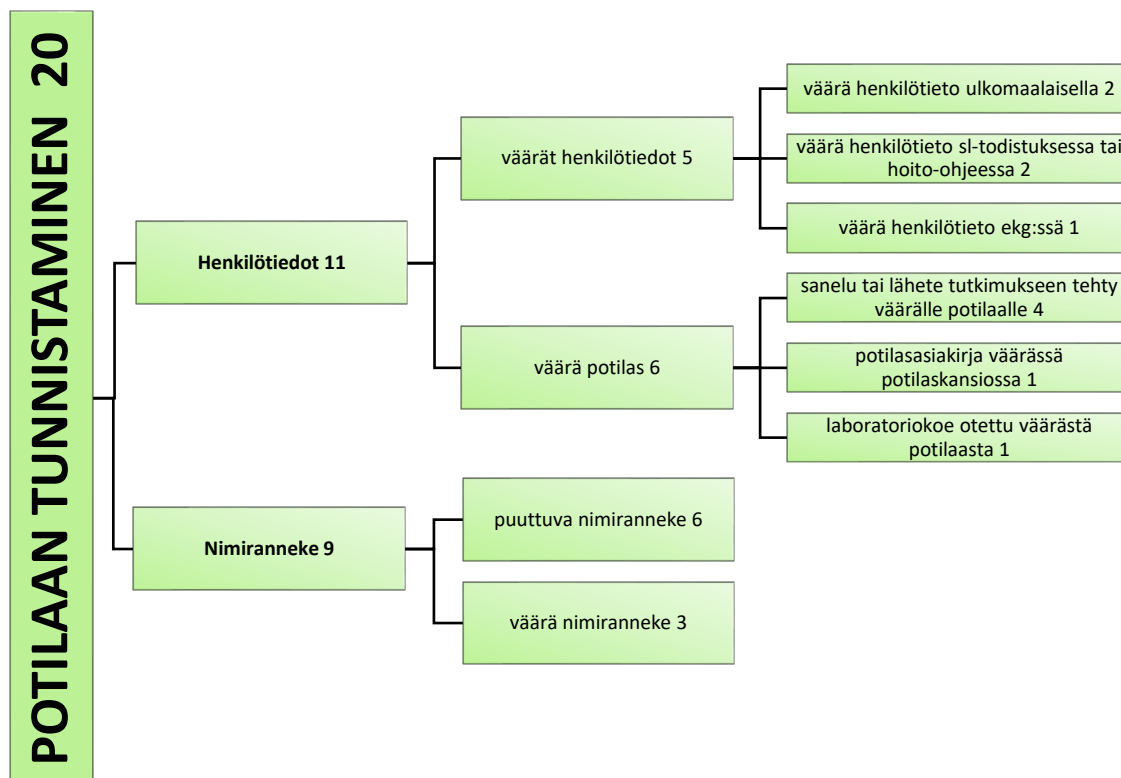 POTILAAN TUNNISTAMINEN 20
Henkilötiedot 11
väärät henkilötiedot 5
väärä henkilötieto ulkomaalaisella 2
väärä henkilötieto sl-todistuksessa tai
hoito-ohjeessa 2
väärä henkilötieto ekg:ssä 1
väärä potilas 6
sanelu tai lähete tutkimukseen tehty
väärälle potilaalle 4
potilasasiakirja väärässä
potilaskansiossa 1
laboratoriokoe otettu väärästä
potilaasta 1
Nimiranneke 9
puuttuva nimiranneke 6
väärä nimiranneke 3